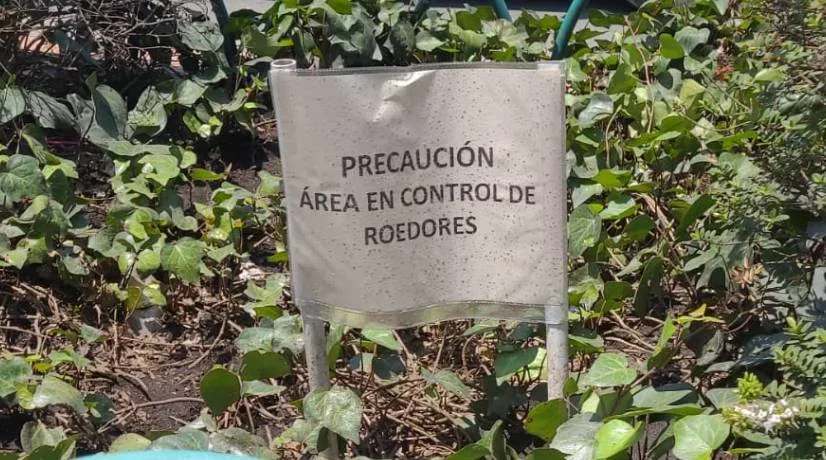 PRECAUCIÓN
ÁREA EN CONTROL DE
ROEDORES